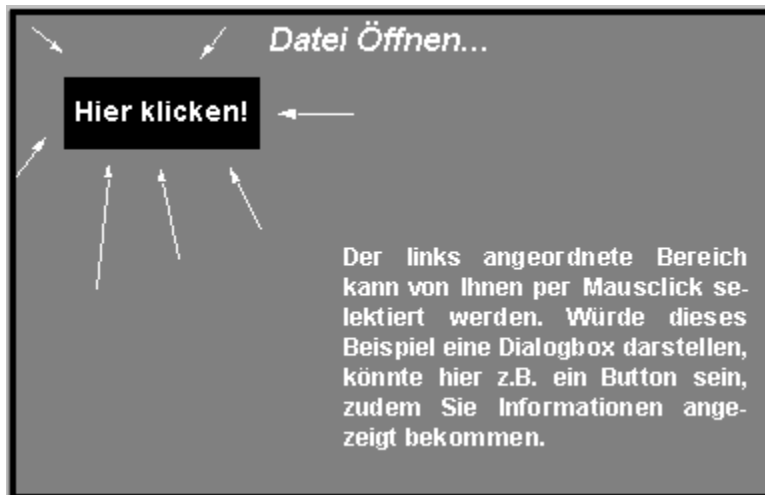 Datei Öffnen...
Hier klicken!
Der links angeordnete Bereich
kann von Ihnen per Mausclick se-
lektiert werden. Würde dieses
Beispiel eine Dialogbox darstellen,
könnte hier z.B. ein Button sein,
zudem Sie Informationen ange-
zeigt bekommen.